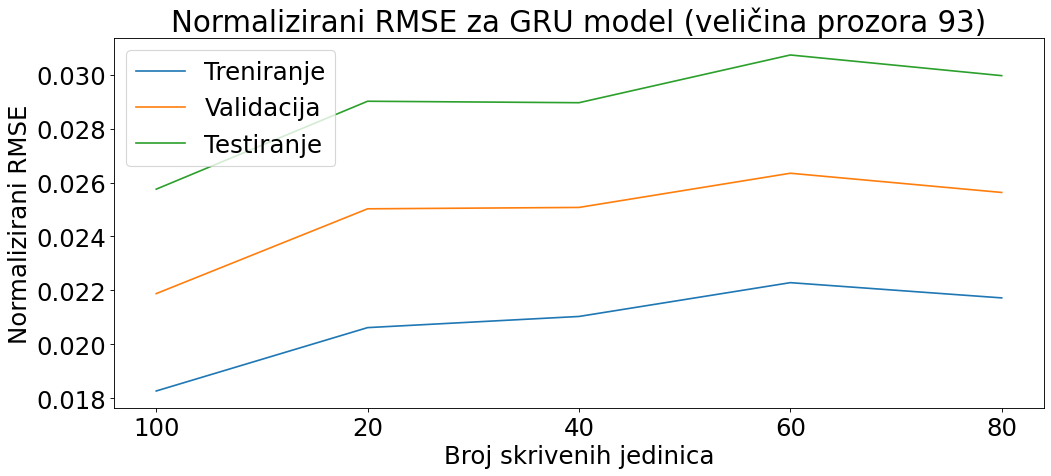 Normalizirani RMSE za GRU model (veličina prozora 93)
Normalizirani RMSE
0.030
0.028
0.026
0.024
0.022
0.020
0.018
Treniranje
Validacija
Testiranje
100 20 40 60 80
Broj skrivenih jedinica